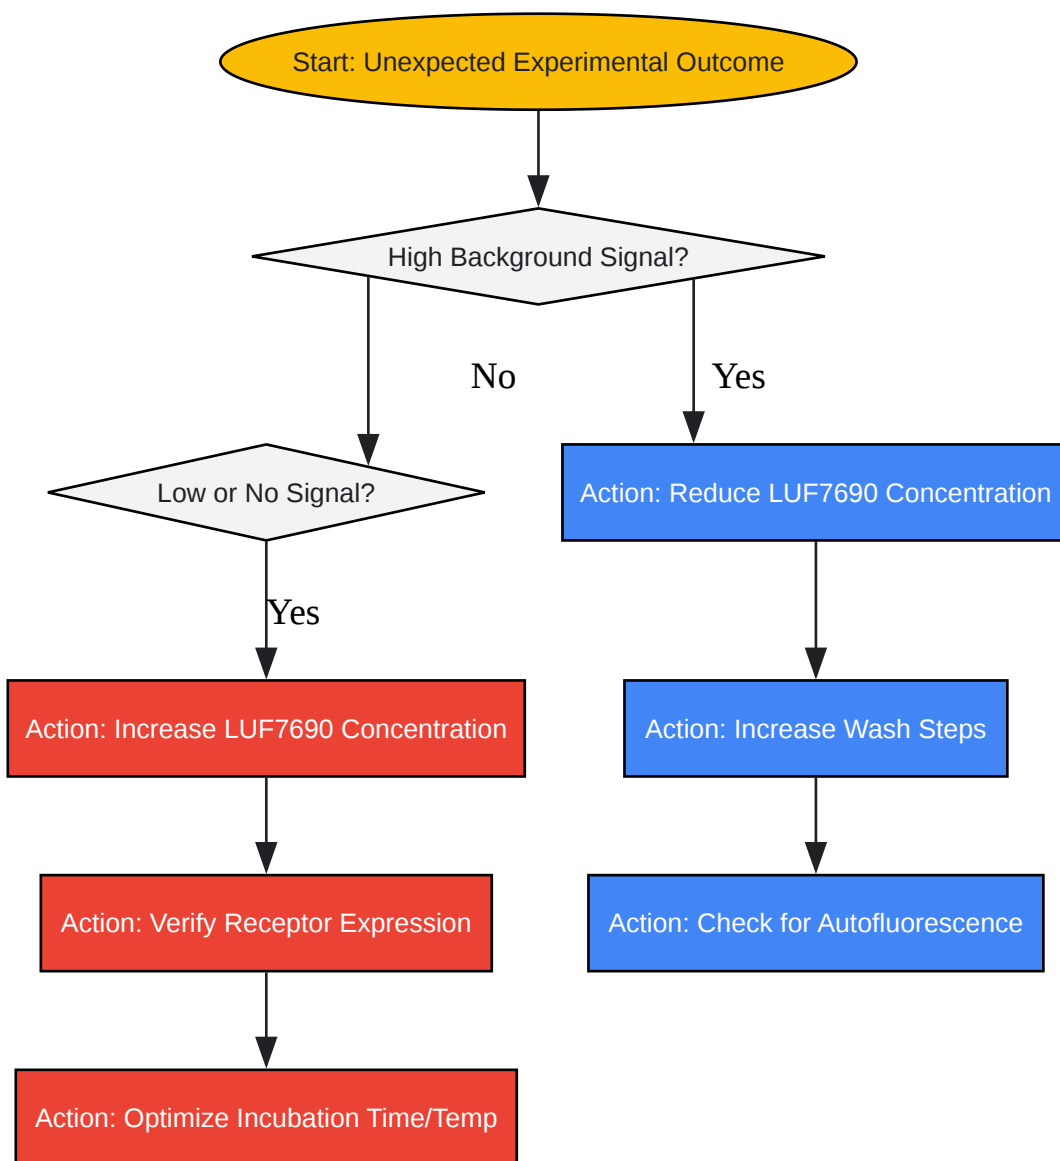 Start: Unexpected Experimental Outcome
High Background Signal?
No
Yes
Low or No Signal?
Action: Reduce LUF7690 Concentration
Yes
Action: Increase LUF7690 Concentration
Action: Increase Wash Steps
Action: Verify Receptor Expression
Action: Check for Autofluorescence
Action: Optimize Incubation Time/Temp